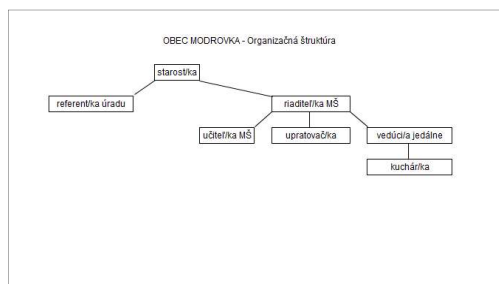 OBEC MODROVKA - Organizačná štruktúra
starost/ka
referent/ka úradu
riaditeľ/ka MŠ
učiteľ/ka MŠ
upratovač/ka
vedúci/a jedálne
kuchár/ka